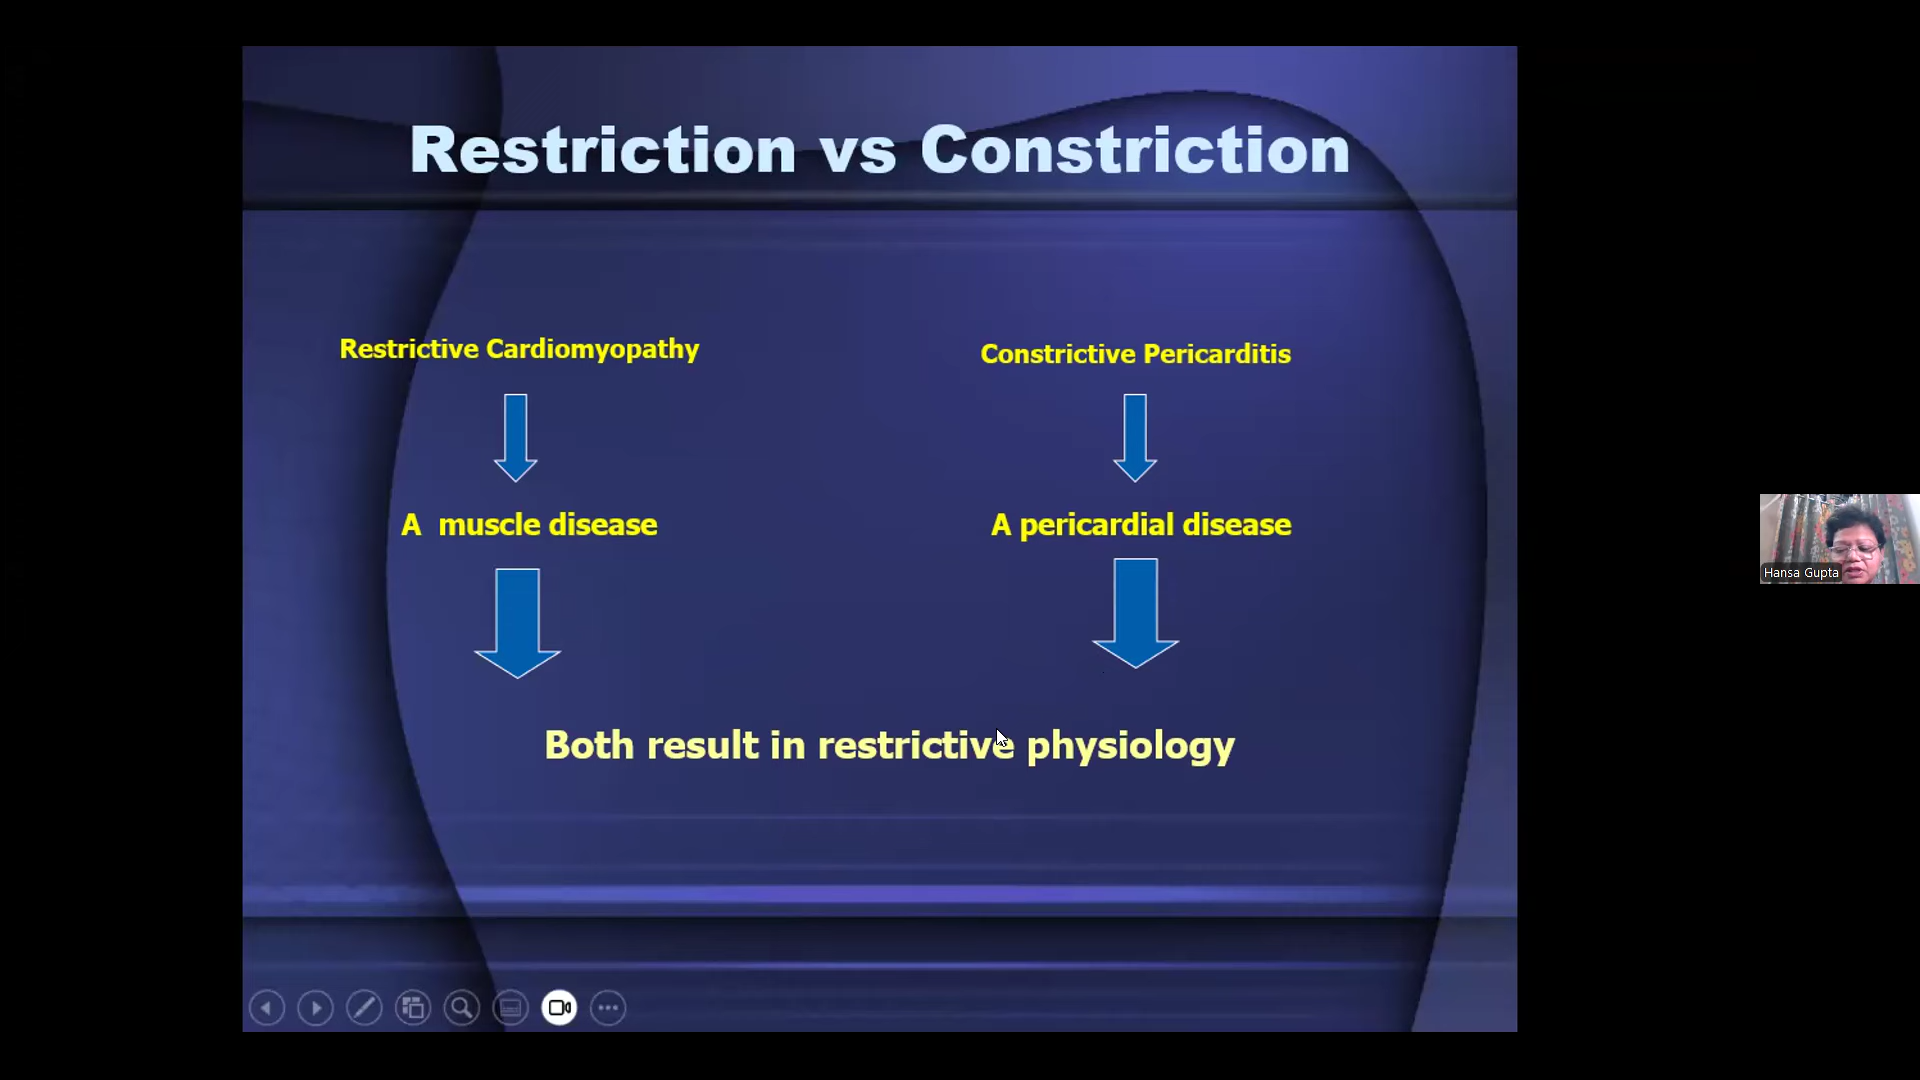 Restriction vs Constriction
Restrictive Cardiomyopathy
Constrictive Pericarditis
A muscle disease
A pericardial disease
Both result in restrictive physiology
Hansa Gupta